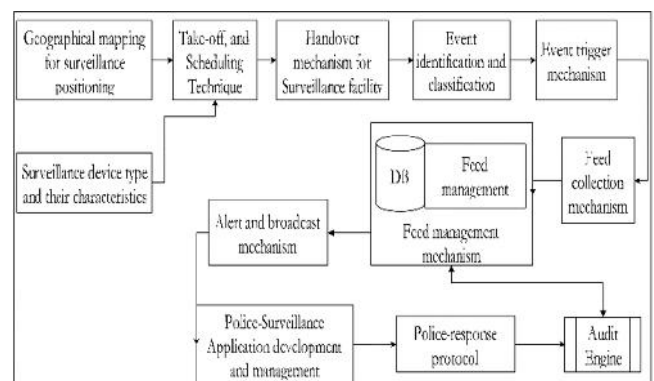 Geographical mapping
for surveillance
positioning
Take-off, and
Scheduling
Technique
Handover
mechanism for
Surveillance facility
Event
identification and
classification
Event trigger
mechanism
Surveillance device type
and their characteristics
DB
Feed
management
Feed management
mechanism
Feed
collection
mechanism
Alert and broadcast
mechanism
Police-Surveillance
Application development
and management
Police-response
protocol
Audit
Engine